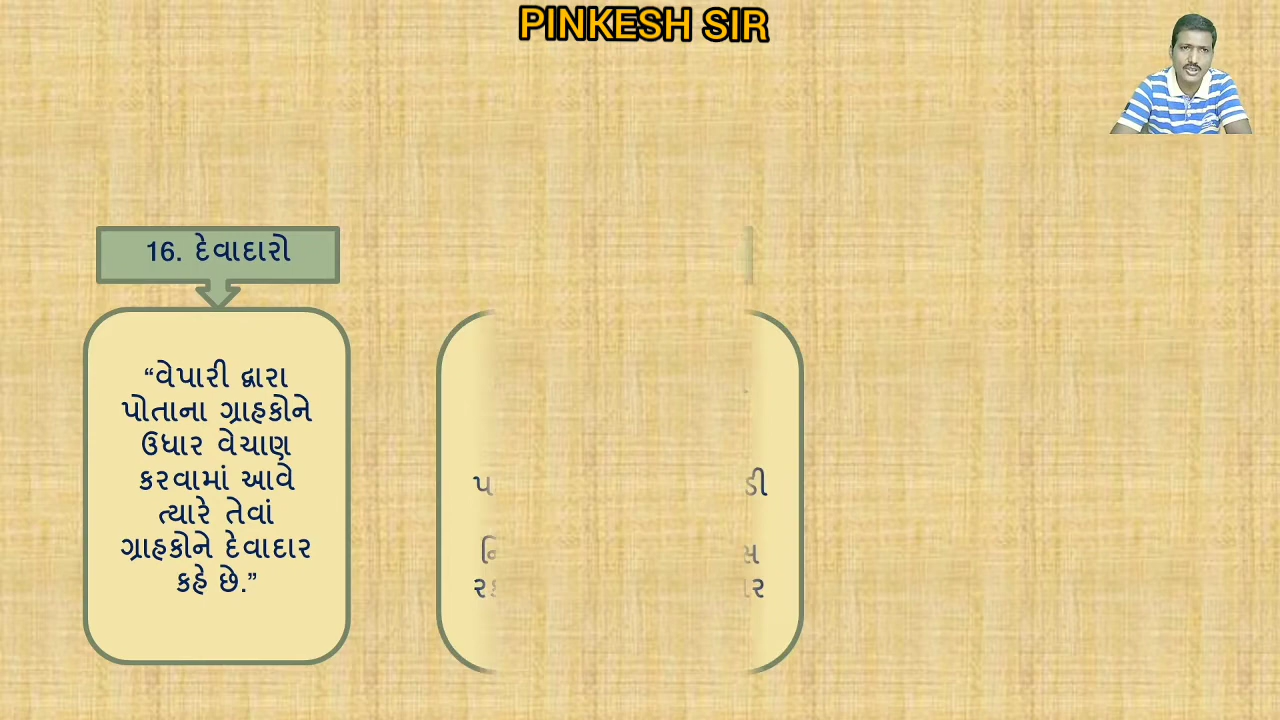 PINKESH SIR
16. દેવાદારો
“વેપારી દ્વારા
પોતાના ગ્રાહકોને
ઉધાર વેચાણ
કરવામાં આવે
ત્યારે તેવાં
ગ્રાહકોને દેવાદાર
કહે છે.”